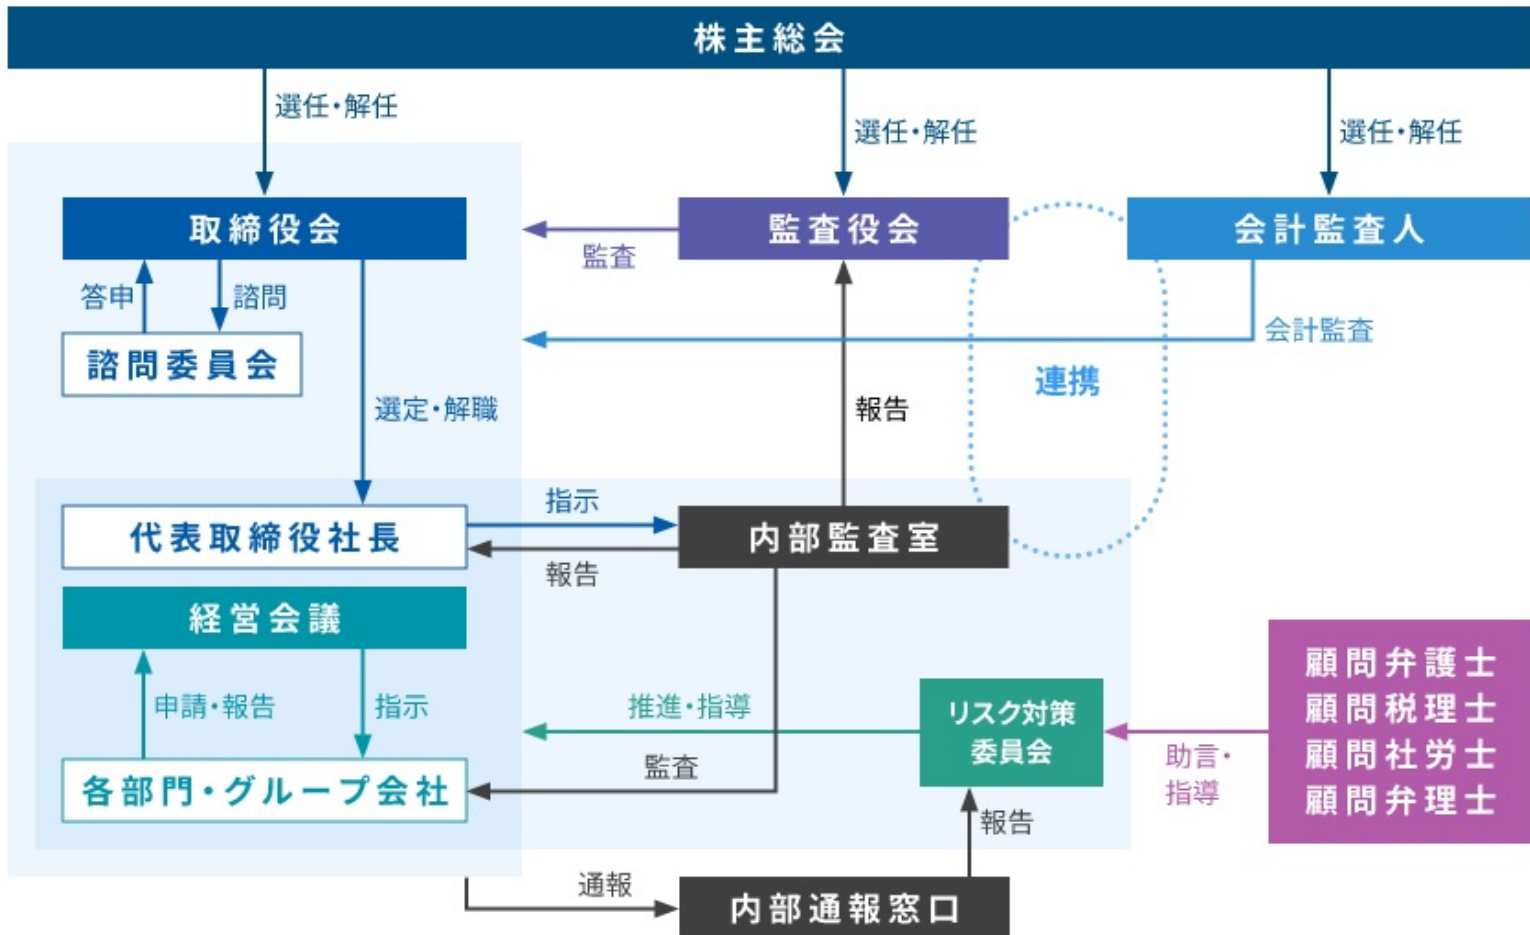 株主総会
選任・解任
選任・解任
選任・解任
取締役会
監査役会
会計監査人
監査
答申
諮問
会計監査
諮問委員会
連携
選定・解職
報告
指示
代表取締役社長
内部監査室
報告
経営会議
申請・報告
指示
推進・指導
リスク対策
委員会
顧問弁護士
顧問税理士
顧問社労士
顧問弁理士
助言・
指導
監査
各部門・グループ会社
報告
通報
内部通報窓口